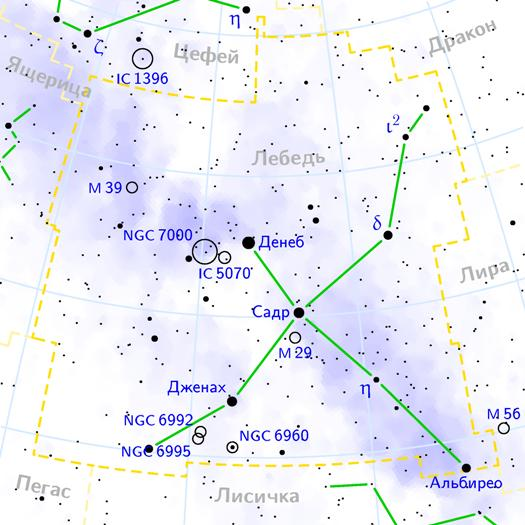 η
Дракон
ζ
Цефей
IC 1396
Ящерица
ι²
Лебедь
M 39
δ
NGC 7000
Денеб
IC 5070
Лира
Садр
M 29
Дженах
η
NGC 6992
M 56
NGC 6960
NGC 6995
Альбирео
Пегас
Лисичка